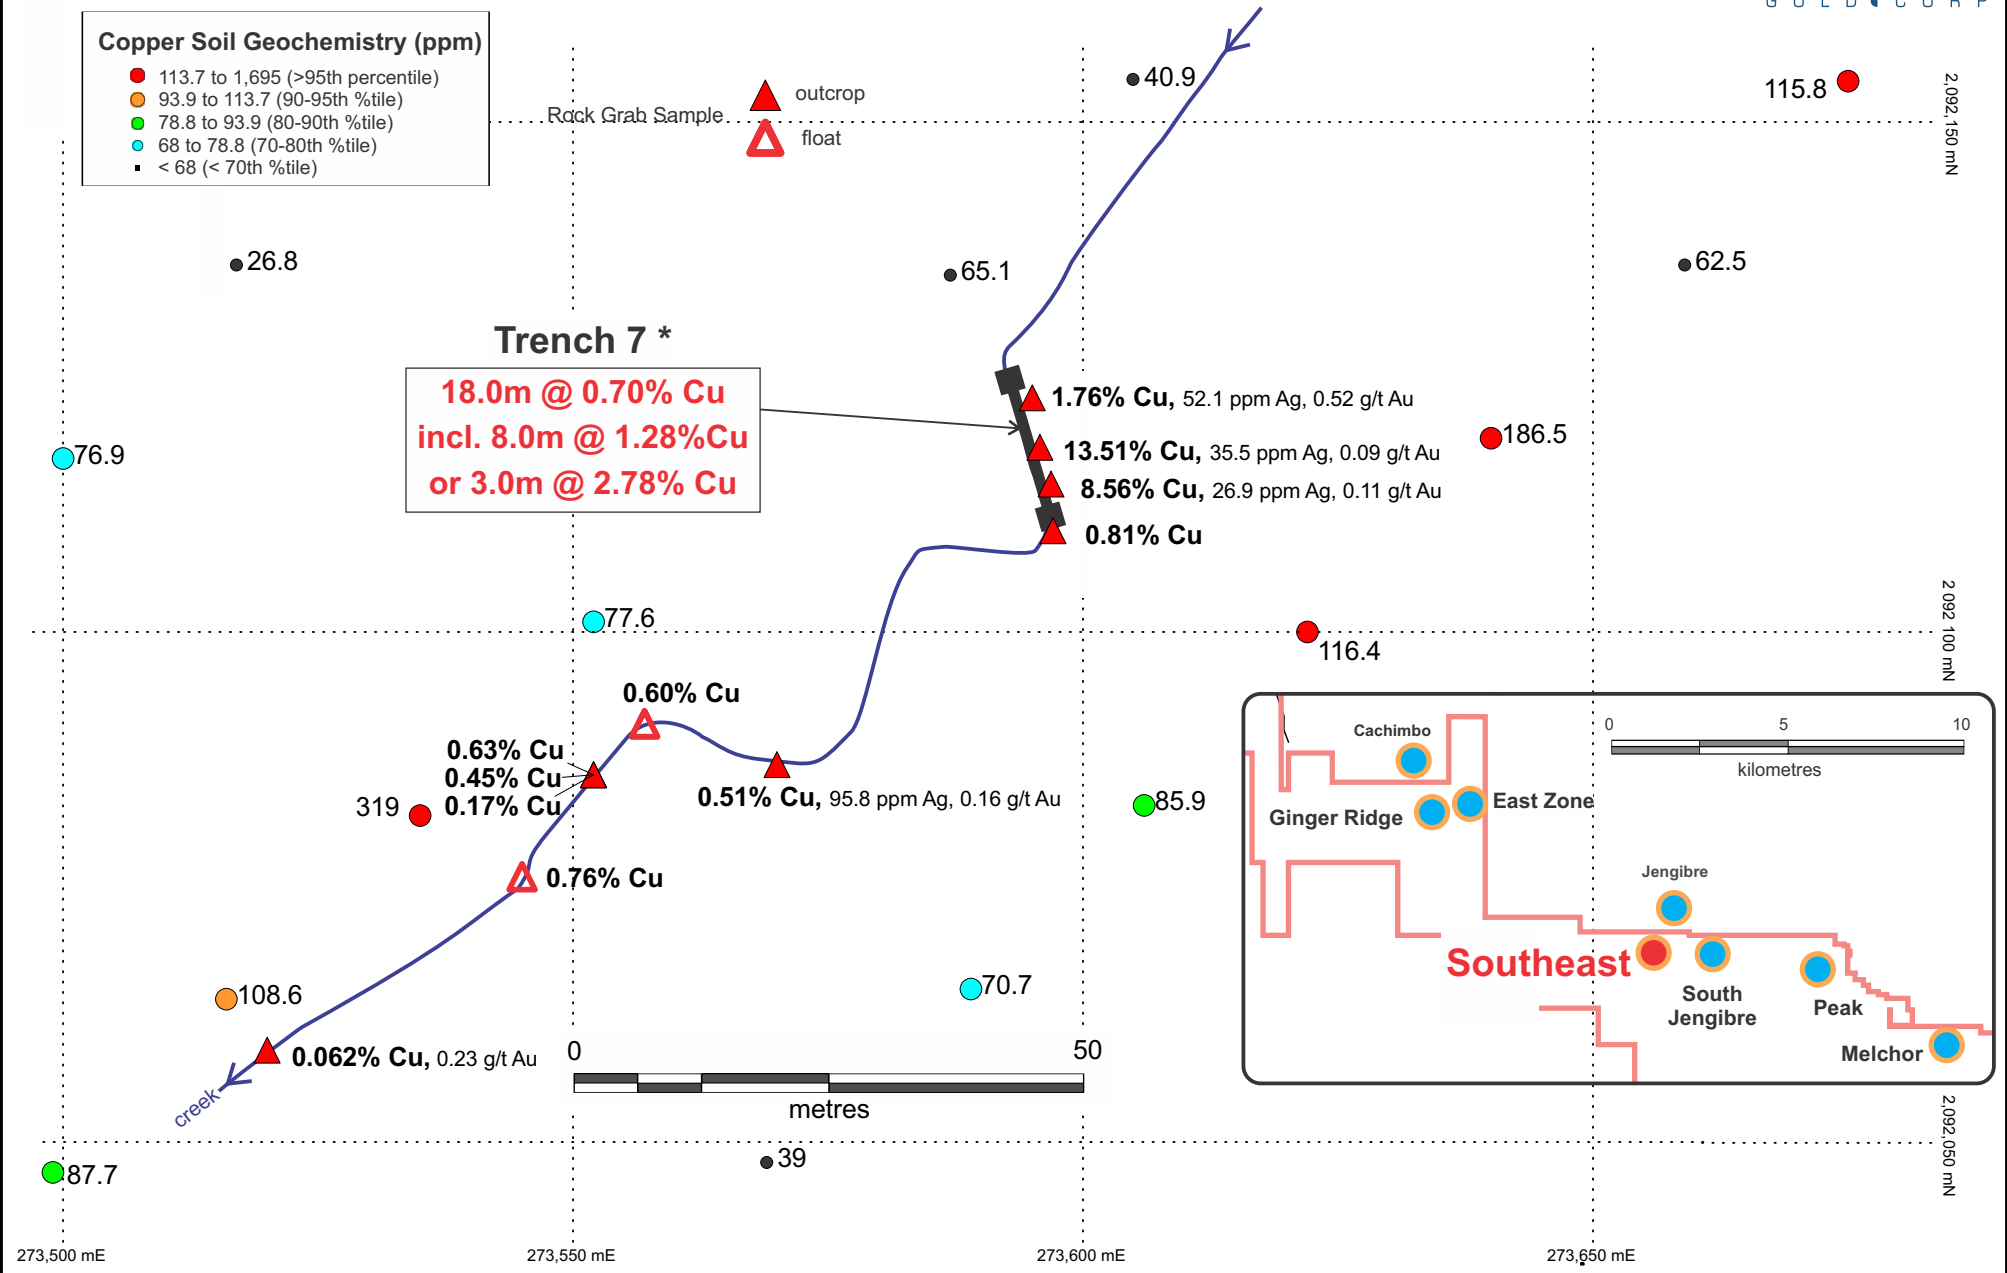 GOLD CORP
Copper Soil Geochemistry (ppm)
113.7 to 1,695 (>95th percentile)
93.9 to 113.7 (90-95th %tile)
78.8 to 93.9 (80-90th %tile)
68 to 78.8 (70-80th %tile)
< 68 (< 70th %tile)
Rock Grab Sample
outcrop
float
40.9
115.8
2,092,150 mN
26.8
65.1
62.5
Trench 7 *
18.0m @ 0.70% Cu
incl. 8.0m @ 1.28%Cu
or 3.0m @ 2.78% Cu
1.76% Cu, 52.1 ppm Ag, 0.52 g/t Au
13.51% Cu, 35.5 ppm Ag, 0.09 g/t Au
8.56% Cu, 26.9 ppm Ag, 0.11 g/t Au
0.81% Cu
186.5
76.9
77.6
116.4
2 092 100 mN
0.60% Cu
0.63% Cu
0.45% Cu
0.17% Cu
319
0.51% Cu, 95.8 ppm Ag, 0.16 g/t Au
85.9
0.76% Cu
108.6
70.7
0.062% Cu, 0.23 g/t Au
creek
0 50
metres
Cachimbo
0 5 10
kilometres
Ginger Ridge
East Zone
Jengibre
Southeast
South
Jengibre
Peak
Melchor
2,092,050 mN
87.7
39
273,500 mE
273,550 mE
273,600 mE
273,650 mE